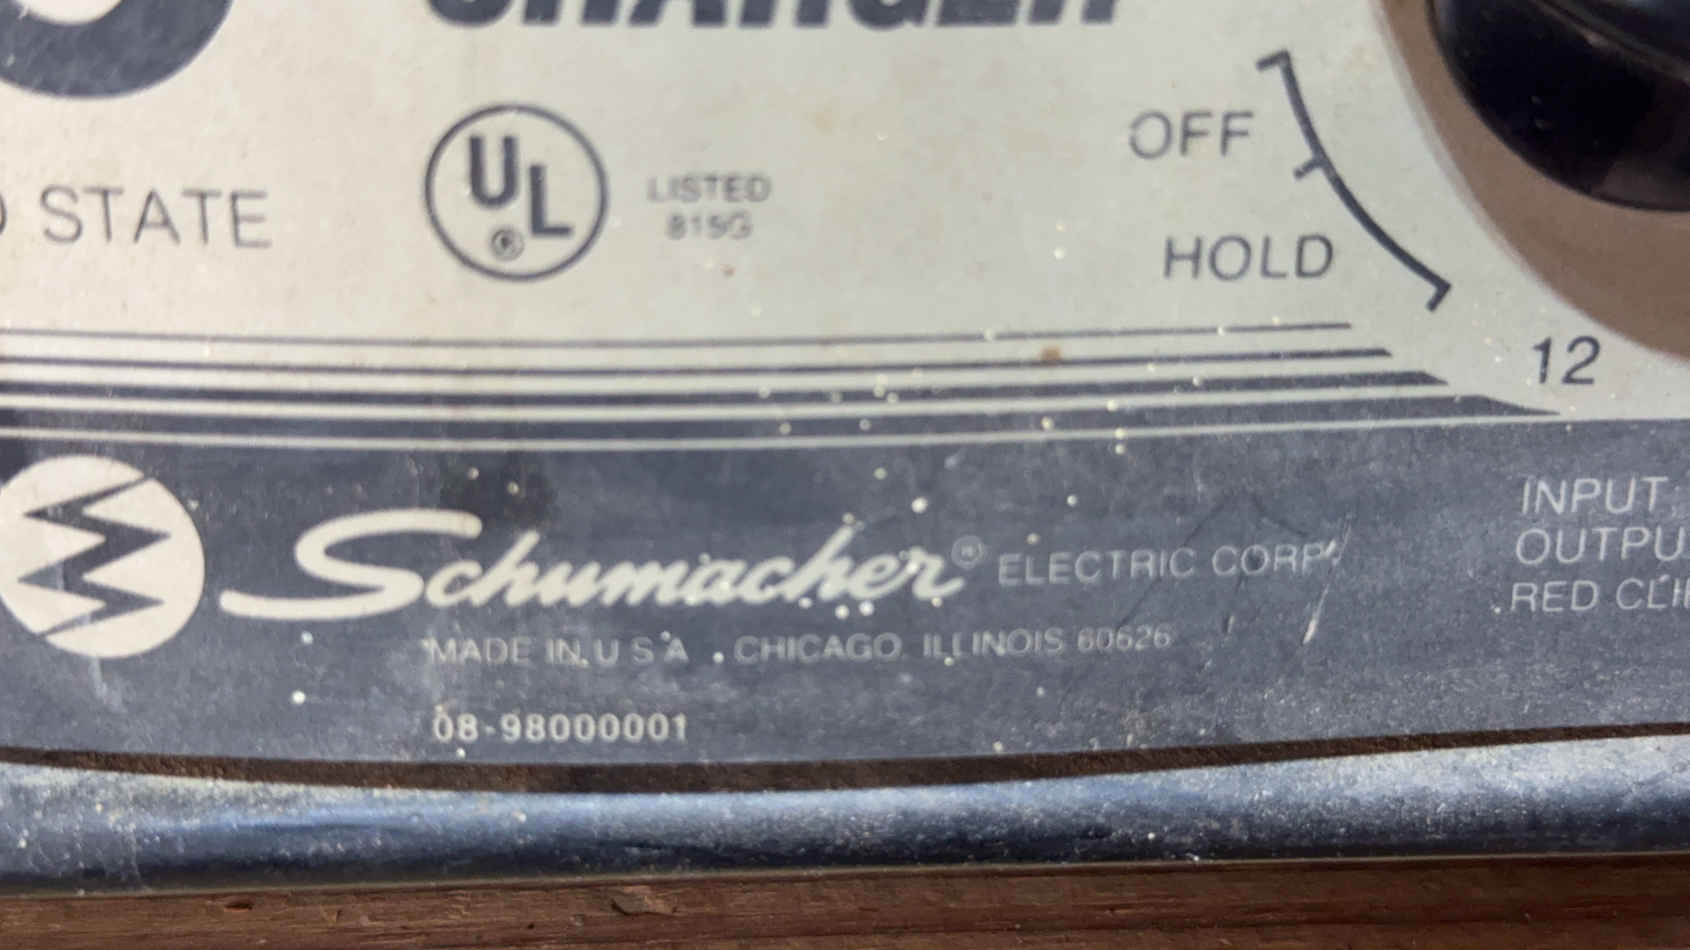 CHARGER
STATE
UL
®
LISTED
815G
OFF
HOLD
12
Schumacher® ELECTRIC CORP.
MADE IN U S A . CHICAGO, ILLINOIS 60626
08-98000001
INPUT:
OUTPU
RED CLI